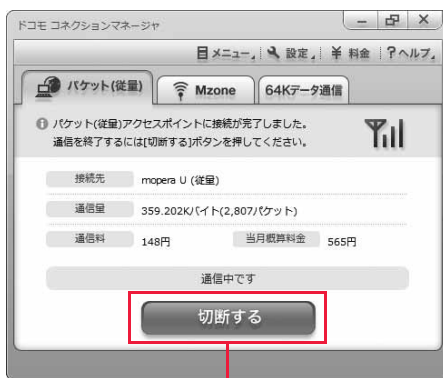 ドコモ コネクションマネージャ
メニュー 設定 ¥ 料金 ?ヘルプ
パケット(従量) Mzone 64Kデータ通信
パケット(従量)アクセスポイントに接続が完了しました。
通信を終了するには[切断する]ボタンを押してください。
接続先 mopera U (従量)
通信量 359.202Kバイト(2,807パケット)
通信料 148円 当月概算料金 565円
通信中です
切断する